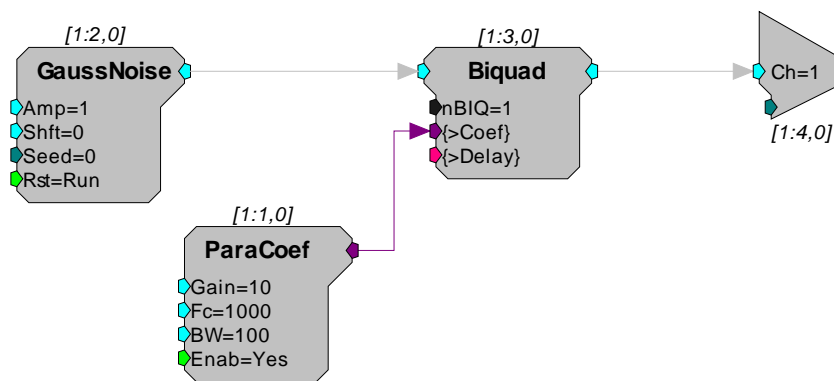 [1:2,0]
GaussNoise
Amp=1
Shft=0
Seed=0
Rst=Run
[1:3,0]
Biquad
nBIQ=1
{>Coef}
{>Delay}
Ch=1
[1:4,0]
[1:1,0]
ParaCoef
Gain=10
Fc=1000
BW=100
Enab=Yes